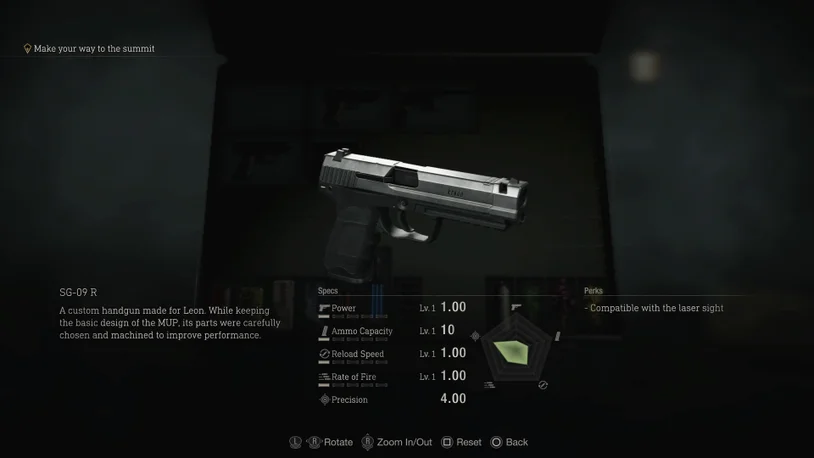 Make your way to the summit
SG-09 R
A custom handgun made for Leon. While keeping
the basic design of the MUP, its parts were carefully
chosen and machined to improve performance.
Specs
Power Lv. 1 1.00
Ammo Capacity Lv. 1 10
Reload Speed Lv. 1 1.00
Rate of Fire Lv. 1 1.00
Precision 4.00
Perks
- Compatible with the laser sight
L R Rotate R Zoom In/Out Reset Back